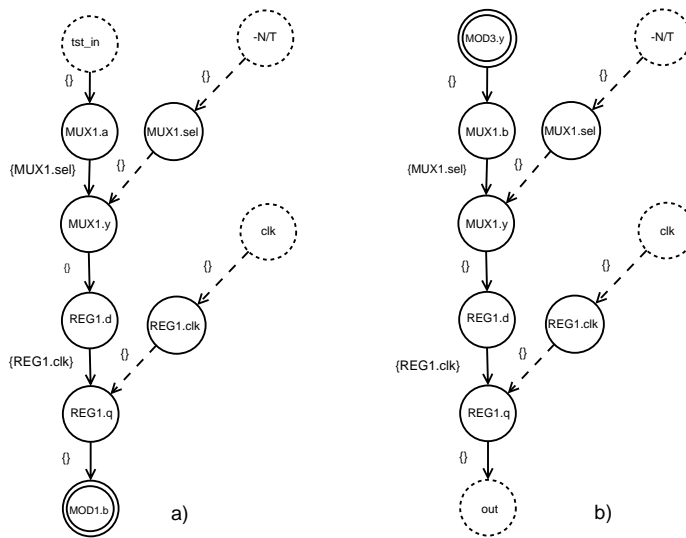 tst_in
-N/T
{}
{}
MUX1.a
MUX1.sel
{MUX1.sel}
{}
MUX1.y
clk
{}
{}
REG1.d
REG1.clk
{REG1.clk}
{}
REG1.q
{}
MOD1.b
a)
MOD3.y
-N/T
{}
{}
MUX1.b
MUX1.sel
{MUX1.sel}
{}
MUX1.y
clk
{}
{}
REG1.d
REG1.clk
{REG1.clk}
{}
REG1.q
{}
out
b)